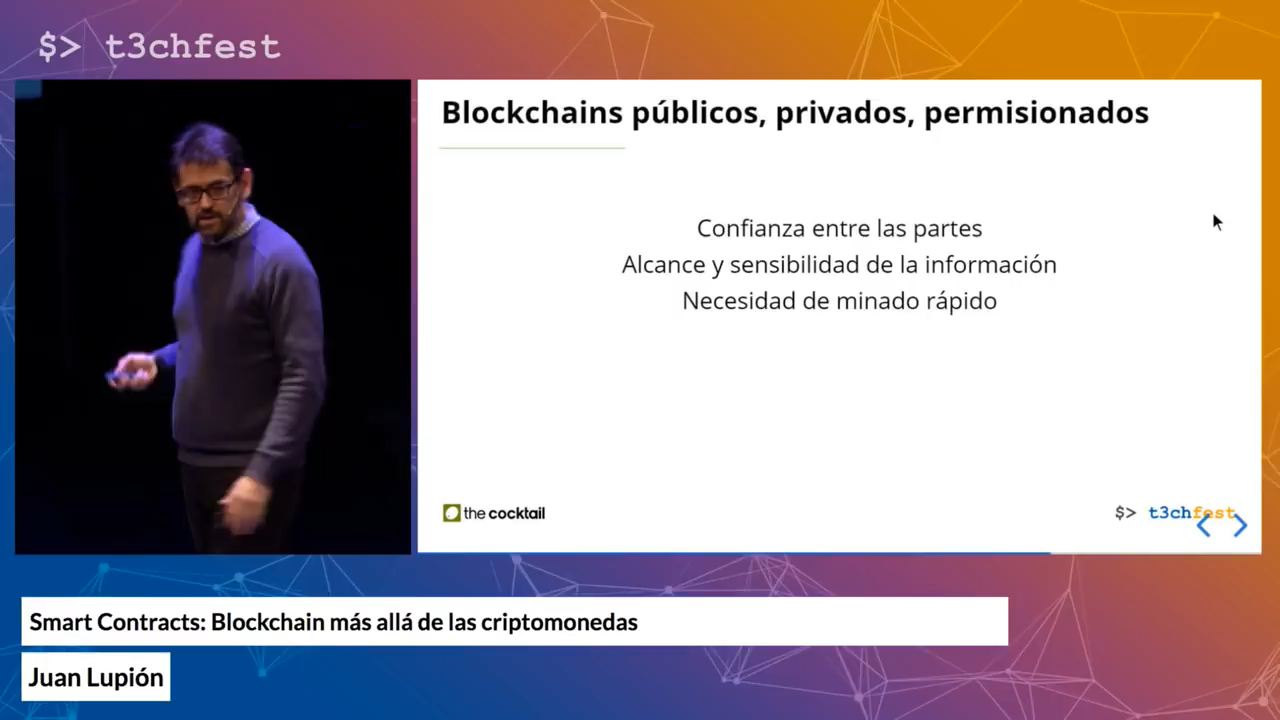 $> t3chfest
Blockchains públicos, privados, permisionados
Confianza entre las partes
Alcance y sensibilidad de la información
Necesidad de minado rápido
the cocktail
$> t3chfest
Smart Contracts: Blockchain más allá de las criptomonedas
Juan Lupión